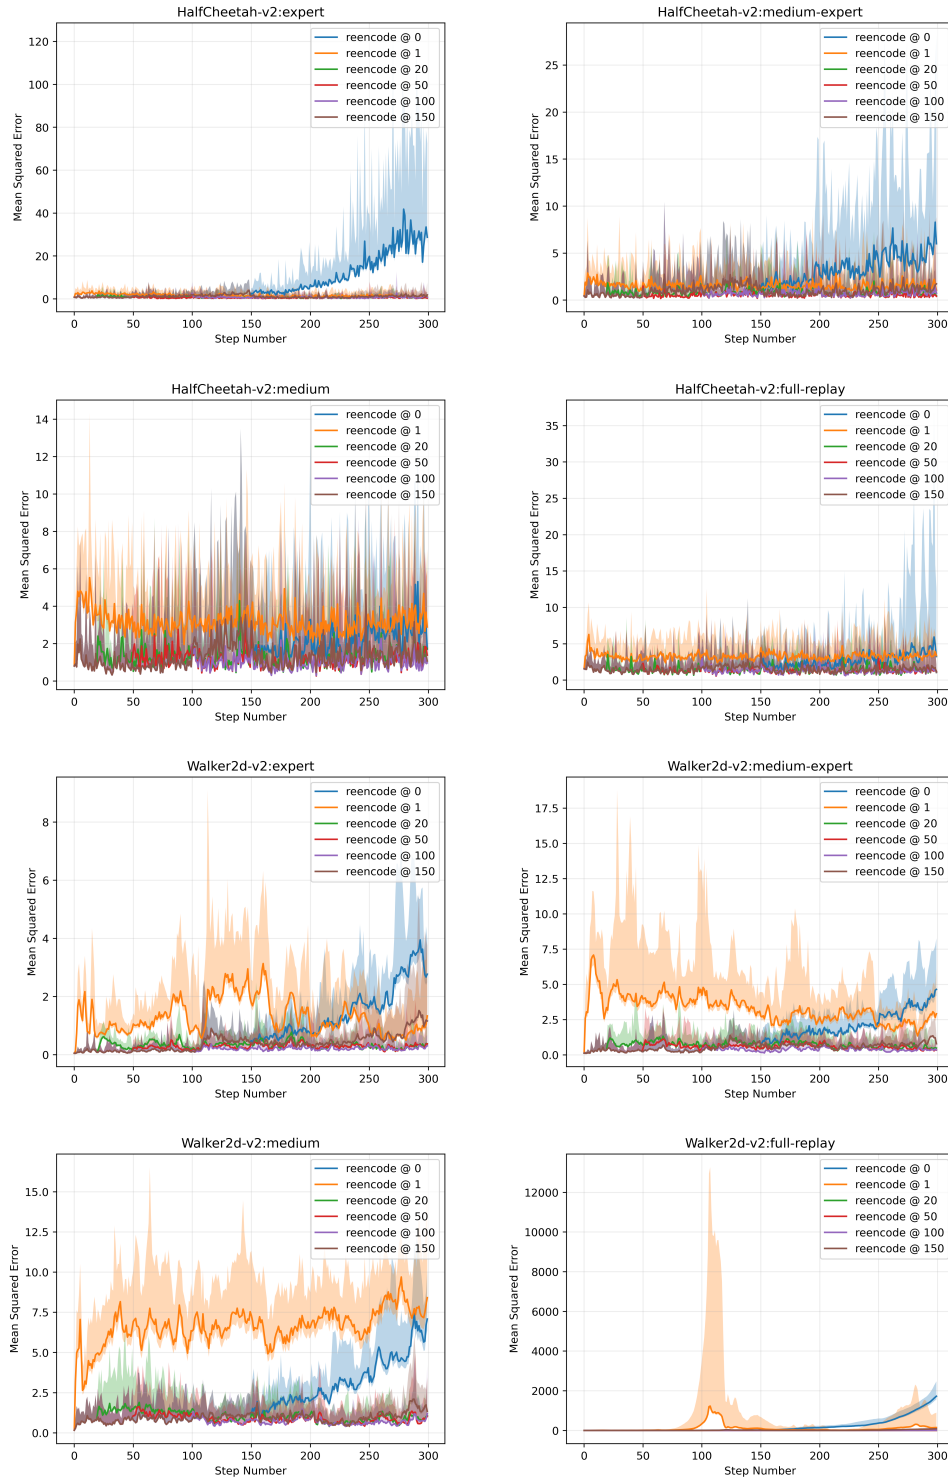 HalfCheetah-v2:expert
Mean Squared Error
120
100
80
60
40
20
0
0 50 100 150 200 250 300
Step Number
reencode @ 0
reencode @ 1
reencode @ 20
reencode @ 50
reencode @ 100
reencode @ 150
HalfCheetah-v2:medium-expert
Mean Squared Error
25
20
15
10
5
0
0 50 100 150 200 250 300
Step Number
reencode @ 0
reencode @ 1
reencode @ 20
reencode @ 50
reencode @ 100
reencode @ 150
HalfCheetah-v2:medium
Mean Squared Error
14
12
10
8
6
4
2
0
0 50 100 150 200 250 300
Step Number
reencode @ 0
reencode @ 1
reencode @ 20
reencode @ 50
reencode @ 100
reencode @ 150
HalfCheetah-v2:full-replay
Mean Squared Error
35
30
25
20
15
10
5
0
0 50 100 150 200 250 300
Step Number
reencode @ 0
reencode @ 1
reencode @ 20
reencode @ 50
reencode @ 100
reencode @ 150
Walker2d-v2:expert
Mean Squared Error
8
6
4
2
0
0 50 100 150 200 250 300
Step Number
reencode @ 0
reencode @ 1
reencode @ 20
reencode @ 50
reencode @ 100
reencode @ 150
Walker2d-v2:medium-expert
Mean Squared Error
17.5
15.0
12.5
10.0
7.5
5.0
2.5
0.0
0 50 100 150 200 250 300
Step Number
reencode @ 0
reencode @ 1
reencode @ 20
reencode @ 50
reencode @ 100
reencode @ 150
Walker2d-v2:medium
Mean Squared Error
15.0
12.5
10.0
7.5
5.0
2.5
0.0
0 50 100 150 200 250 300
Step Number
reencode @ 0
reencode @ 1
reencode @ 20
reencode @ 50
reencode @ 100
reencode @ 150
Walker2d-v2:full-replay
Mean Squared Error
12000
10000
8000
6000
4000
2000
0
0 50 100 150 200 250 300
Step Number
reencode @ 0
reencode @ 1
reencode @ 20
reencode @ 50
reencode @ 100
reencode @ 150